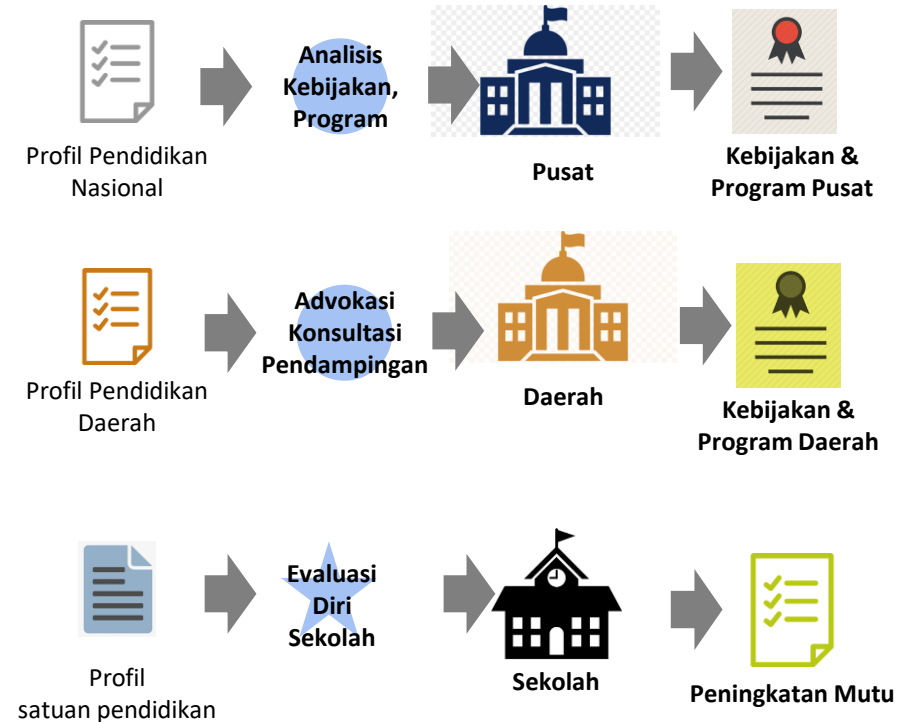 Analisis
Kebijakan,
Program
Profil Pendidikan
Nasional
Pusat
Kebijakan &
Program Pusat
Advokasi
Konsultasi
Pendampingan
Profil Pendidikan
Daerah
Daerah
Kebijakan &
Program Daerah
Evaluasi
Diri
Sekolah
Profil
satuan pendidikan
Sekolah
Peningkatan Mutu